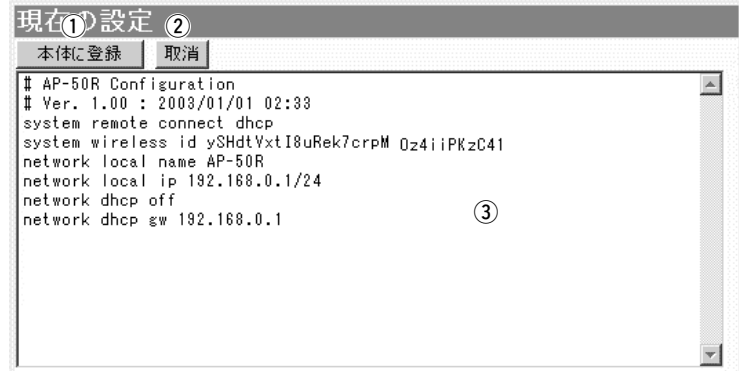 現在の設定
① ②
本体に登録 取消
# AP-50R Configuration
# Ver. 1.00 : 2003/01/01 02:33
system remote connect dhcp
system wireless id ySHdtVxtI8uRek7crpM Oz4iiPKzC41
network local name AP-50R
network local ip 192.168.0.1/24
network dhcp off
network dhcp gw 192.168.0.1
③